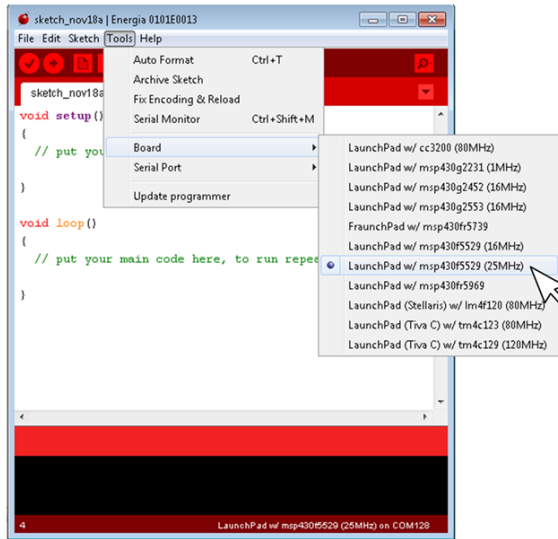 sketch_nov18a | Energia 0101E0013
File Edit Sketch Tools Help
Auto Format Ctrl+T
Archive Sketch
Fix Encoding & Reload
Serial Monitor Ctrl+Shift+M
Board
Serial Port
Update programmer
LaunchPad w/ cc3200 (80MHz)
LaunchPad w/ msp430g2231 (1MHz)
LaunchPad w/ msp430g2452 (16MHz)
LaunchPad w/ msp430g2553 (16MHz)
FraunchPad w/ msp430fr5739
LaunchPad w/ msp430f5529 (16MHz)
LaunchPad w/ msp430f5529 (25MHz)
LaunchPad w/ msp430fr5969
LaunchPad (Stellaris) w/ lm4f120 (80MHz)
LaunchPad (Tiva C) w/ tm4c123 (80MHz)
LaunchPad (Tiva C) w/ tm4c129 (120MHz)
sketch_nov18a
void setup()
{
// put you
}
void loop()
{
// put your main code here, to run repea
}
4 LaunchPad w/ msp430f5529 (25MHz) on COM128